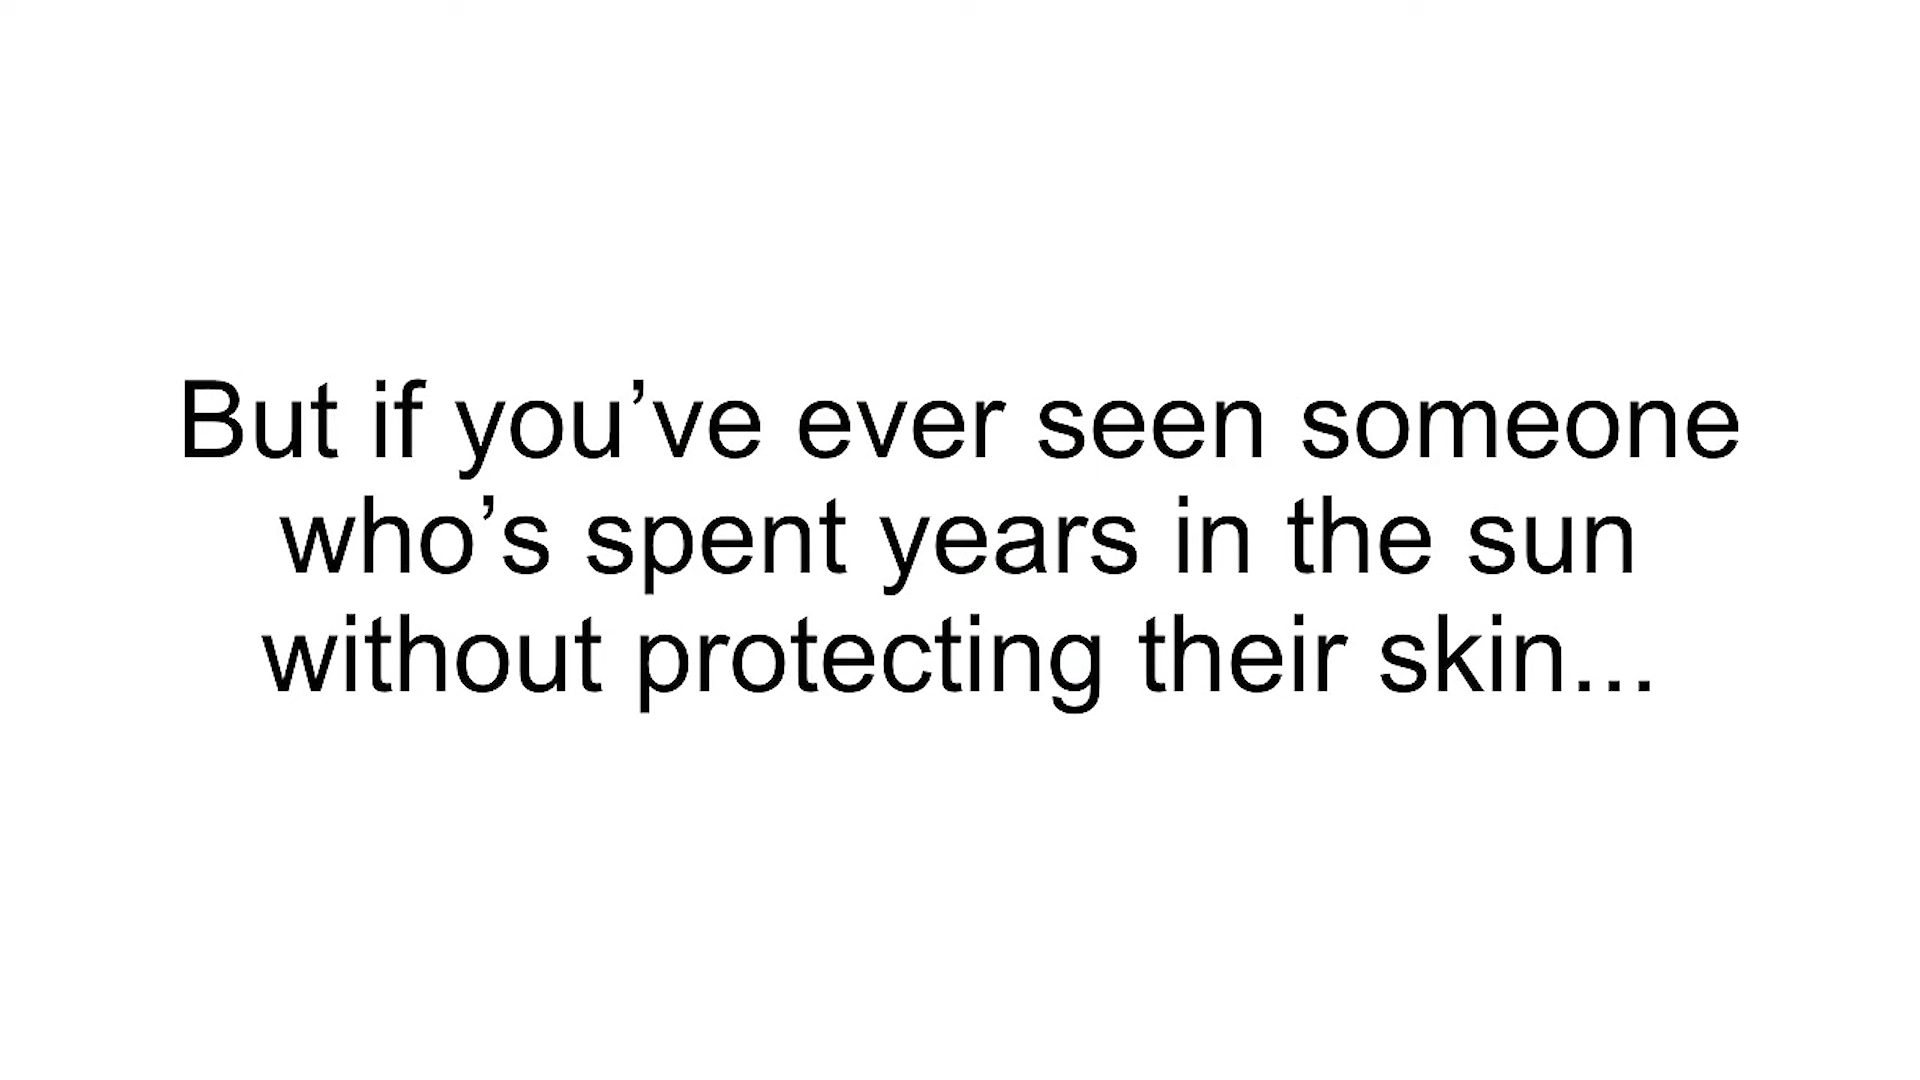 But if you’ve ever seen someone
who’s spent years in the sun
without protecting their skin...